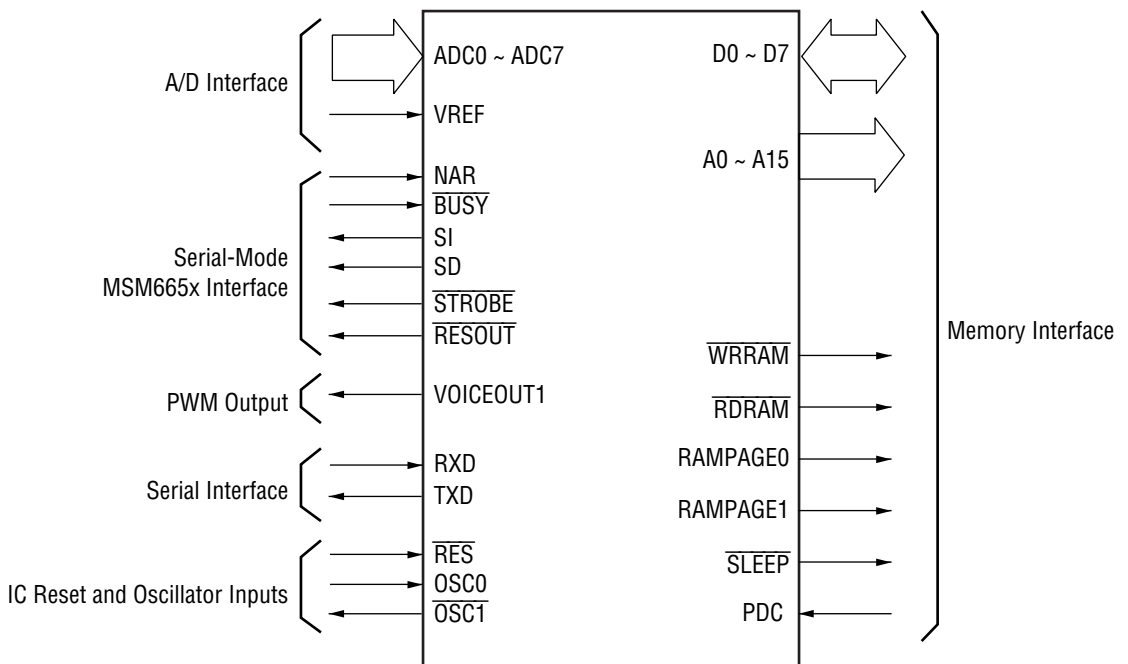 A/D Interface
ADC0 ~ ADC7
VREF
Serial-Mode
MSM665x Interface
NAR
BUSY
SI
SD
STROBE
RESOUT
PWM Output
VOICEOUT1
Serial Interface
RXD
TXD
IC Reset and Oscillator Inputs
RES
OSC0
OSC1
D0 ~ D7
A0 ~ A15
WRRAM
RDRAM
RAMPAGE0
RAMPAGE1
SLEEP
PDC
Memory Interface